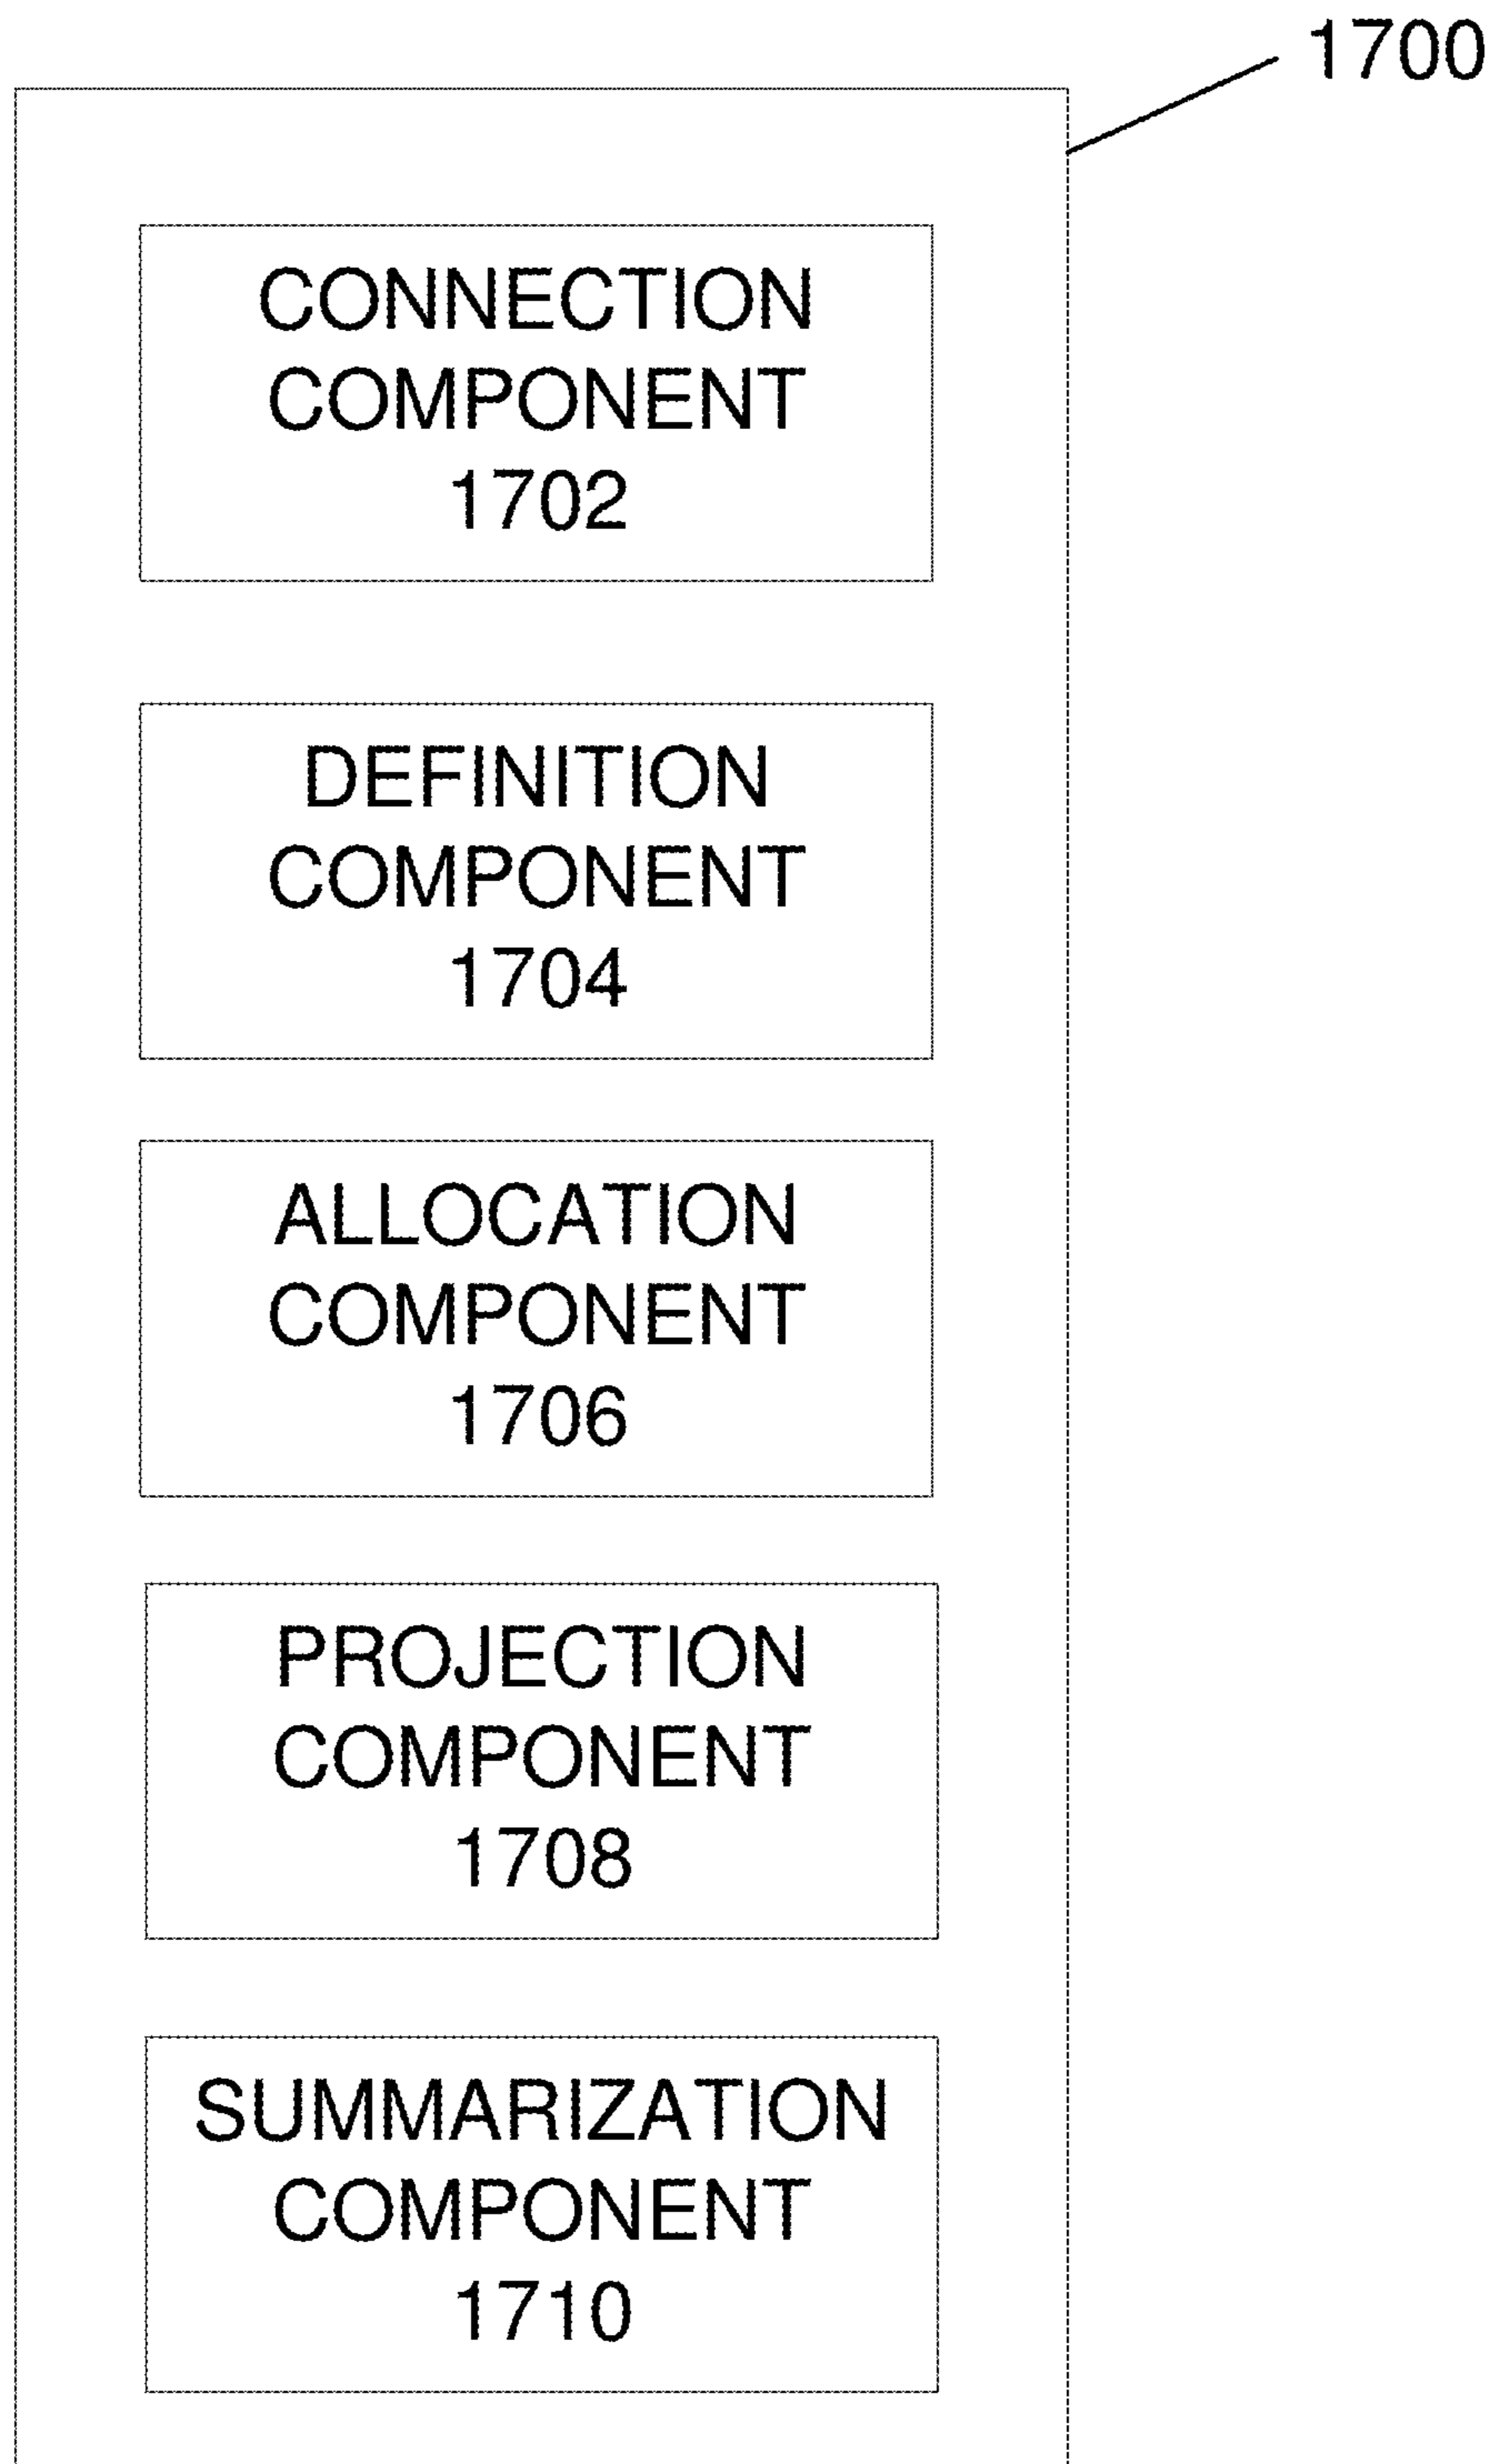 1700
CONNECTION
COMPONENT
1702
DEFINITION
COMPONENT
1704
ALLOCATION
COMPONENT
1706
PROJECTION
COMPONENT
1708
SUMMARIZATION
COMPONENT
1710